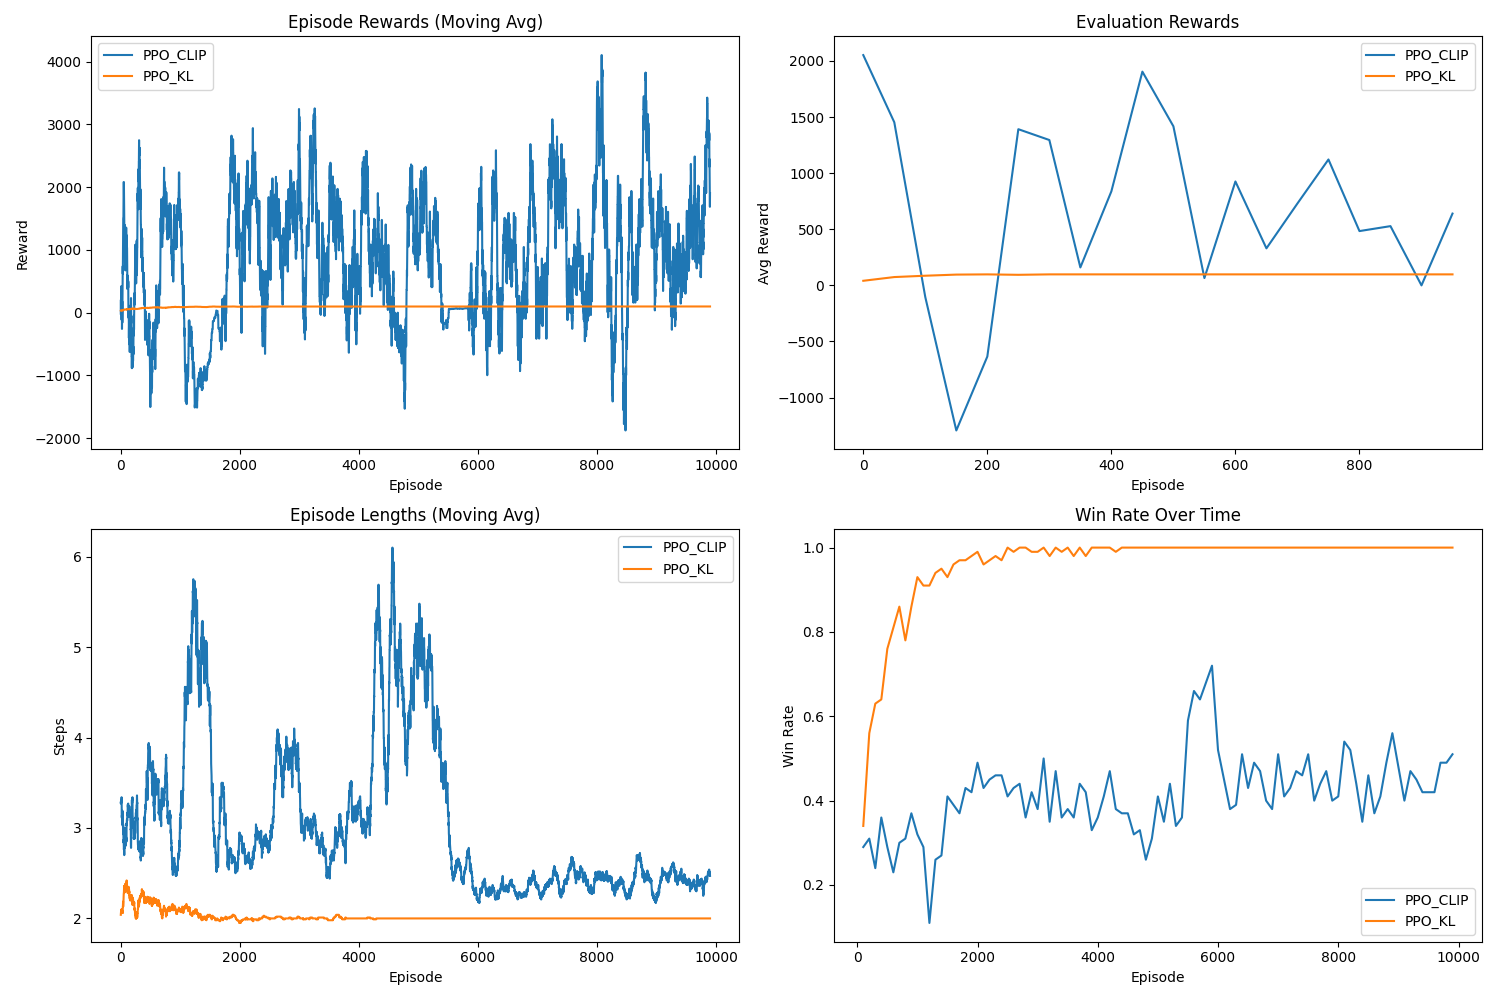 Episode Rewards (Moving Avg)
PPO_CLIP
PPO_KL
4000
3000
2000
1000
0
−1000
−2000
Reward
0
2000
4000
6000
8000
10000
Episode
Evaluation Rewards
PPO_CLIP
PPO_KL
2000
1500
1000
500
0
−500
−1000
Avg Reward
0
200
400
600
800
Episode
Episode Lengths (Moving Avg)
PPO_CLIP
PPO_KL
6
5
4
3
2
Steps
0
2000
4000
6000
8000
10000
Episode
Win Rate Over Time
1.0
0.8
0.6
0.4
0.2
Win Rate
PPO_CLIP
PPO_KL
0
2000
4000
6000
8000
10000
Episode